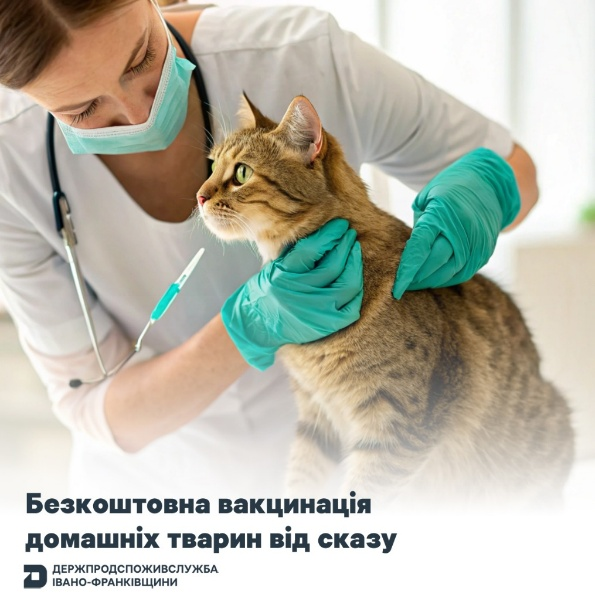 Безкоштовна вакцинація
домашніх тварин від сказу
ДЕРЖПРОДСПОЖИВСЛУЖБА
ІВАНО-ФРАНКІВЩИНИ